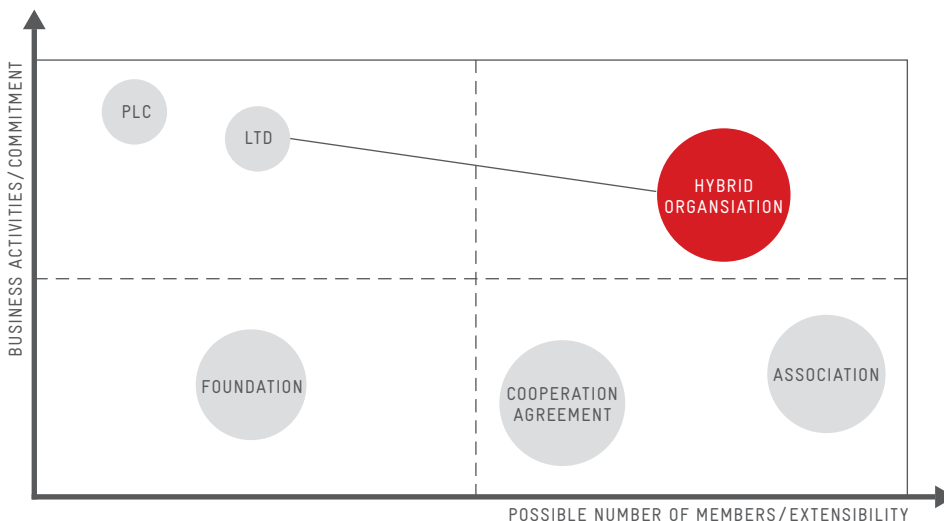 BUSINESS ACTIVITIES/COMMITMENT
PLC
LTD
HYBRID
ORGANSIATION
FOUNDATION
COOPERATION
AGREEMENT
ASSOCIATION
POSSIBLE NUMBER OF MEMBERS/EXTENSIBILITY